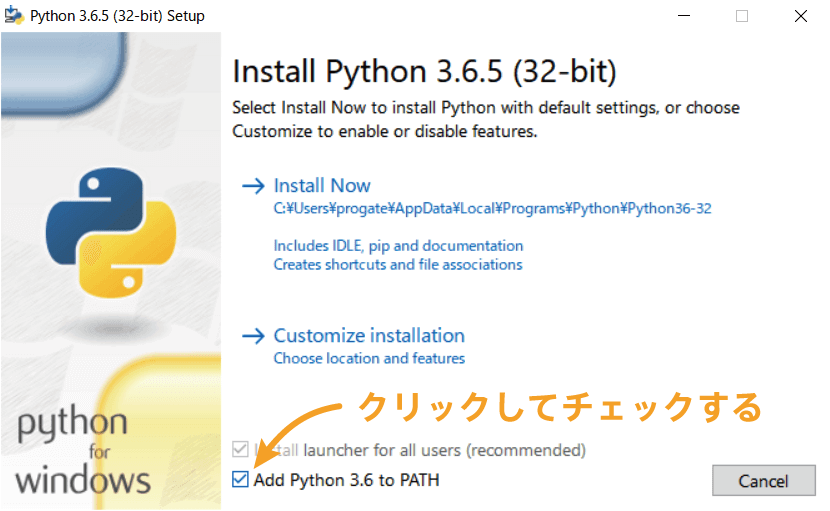 Python 3.6.5 (32-bit) Setup
Install Python 3.6.5 (32-bit)
Select Install Now to install Python with default settings, or choose
Customize to enable or disable features.
Install Now
C:¥Users¥progate¥AppData¥Local¥Programs¥Python¥Python36-32
Includes IDLE, pip and documentation
Creates shortcuts and file associations
Customize installation
Choose location and features
クリックしてチェックする
Install launcher for all users (recommended)
Add Python 3.6 to PATH
Cancel
python
for
windows